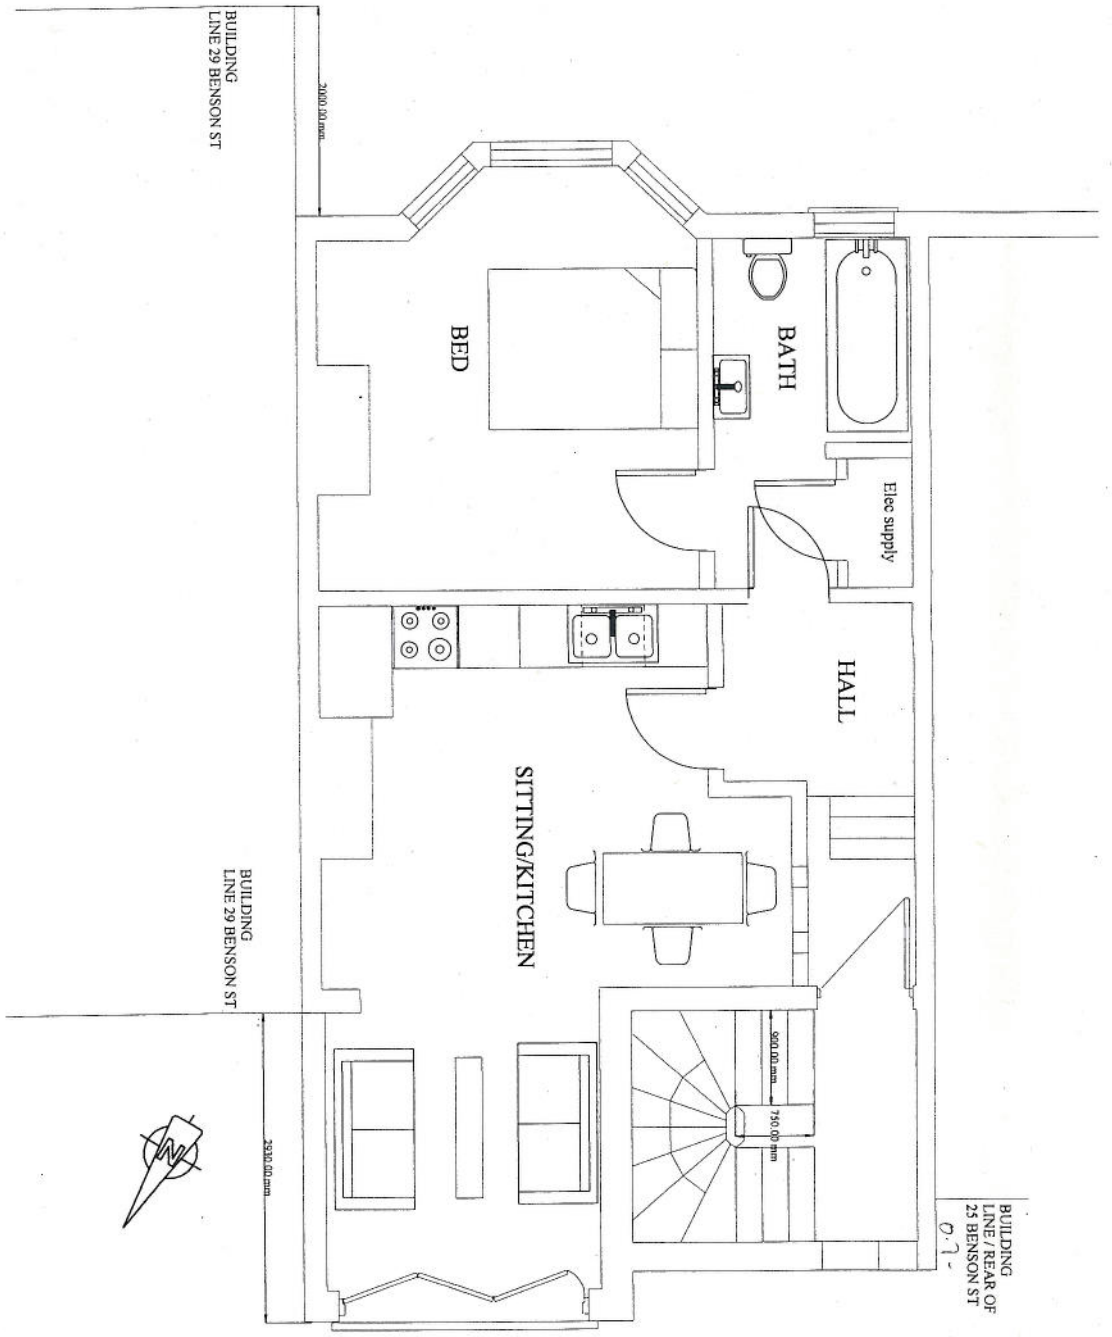 BUILDING
LINE 29 BENSON ST
2000.00 mm
BED
BATH
Elec supply
HALL
SITTING/KITCHEN
BUILDING
LINE 29 BENSON ST
900.00 mm
750.00 mm
2930.00 mm
N
BUILDING
LINE / REAR OF
25 BENSON ST